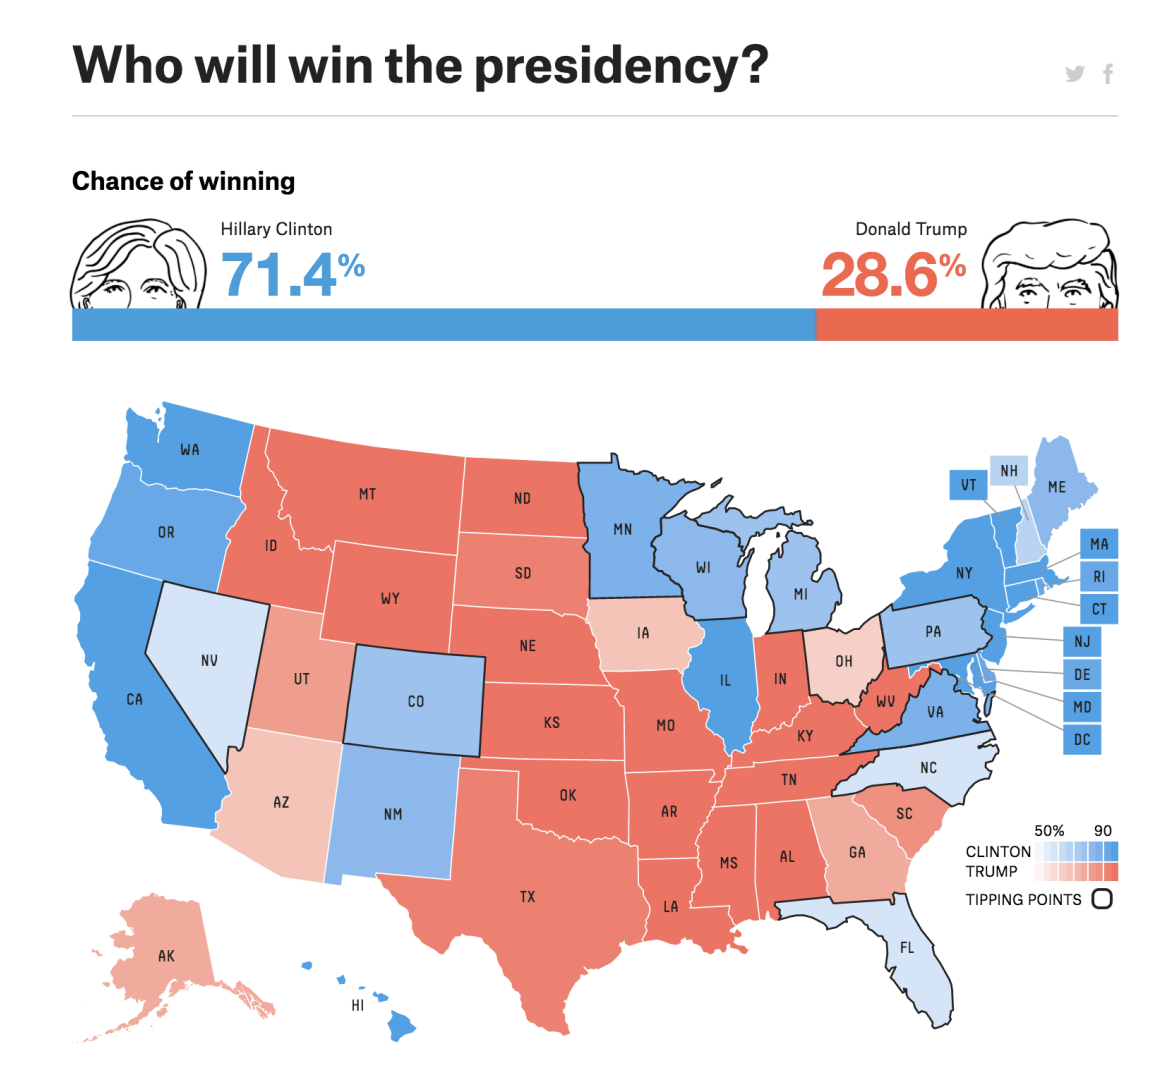 Who will win the presidency?
Chance of winning
Hillary Clinton
71.4%
Donald Trump
28.6%
WA
MT
ND
MN
VT
NH
ME
OR
ID
SD
WI
MI
NY
MA
RI
CT
WY
NV
UT
CO
NE
IA
IL
IN
OH
PA
NJ
DE
MD
DC
CA
KS
MO
KY
WV
VA
AZ
NM
OK
AR
TN
NC
SC
TX
LA
MS
AL
GA
FL
AK
HI
50% 90
CLINTON
TRUMP
TIPPING POINTS